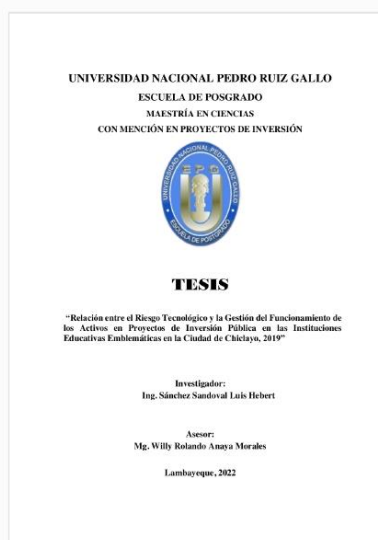 UNIVERSIDAD NACIONAL PEDRO RUIZ GALLO
ESCUELA DE POSGRADO
MAESTRÍA EN CIENCIAS
CON MENCIÓN EN PROYECTOS DE INVERSIÓN
UNIVERSIDAD NACIONAL PEDRO RUIZ GALLO
EPG
ESCUELA DE POSTGRADO
TESIS
“Relación entre el Riesgo Tecnológico y la Gestión del Funcionamiento de
los Activos en Proyectos de Inversión Pública en las Instituciones
Educativas Emblemáticas en la Ciudad de Chiclayo, 2019”
Investigador:
Ing. Sánchez Sandoval Luis Hebert
Asesor:
Mg. Willy Rolando Anaya Morales
Lambayeque, 2022